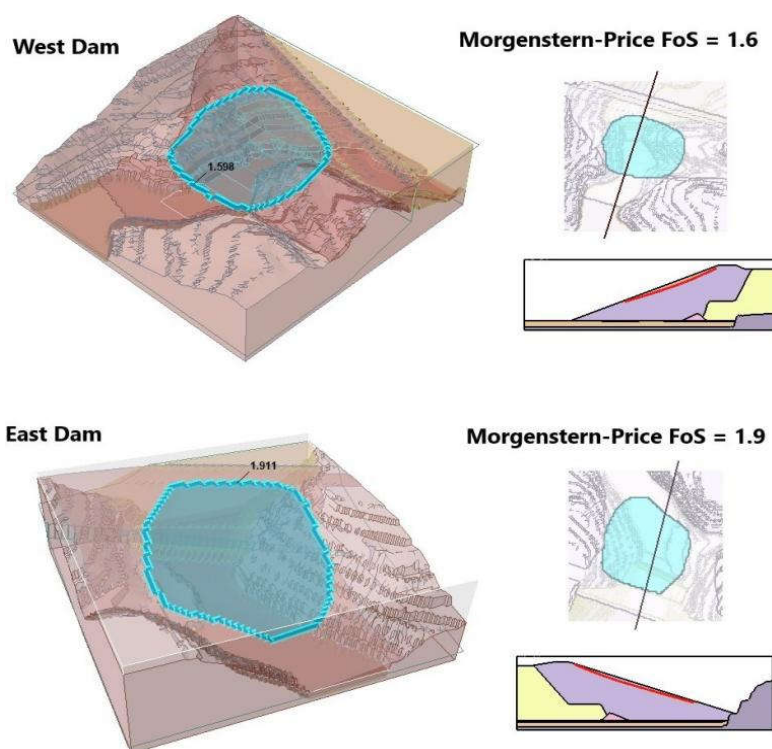 West Dam
Morgenstern-Price FoS = 1.6
1.598
East Dam
Morgenstern-Price FoS = 1.9
1.911